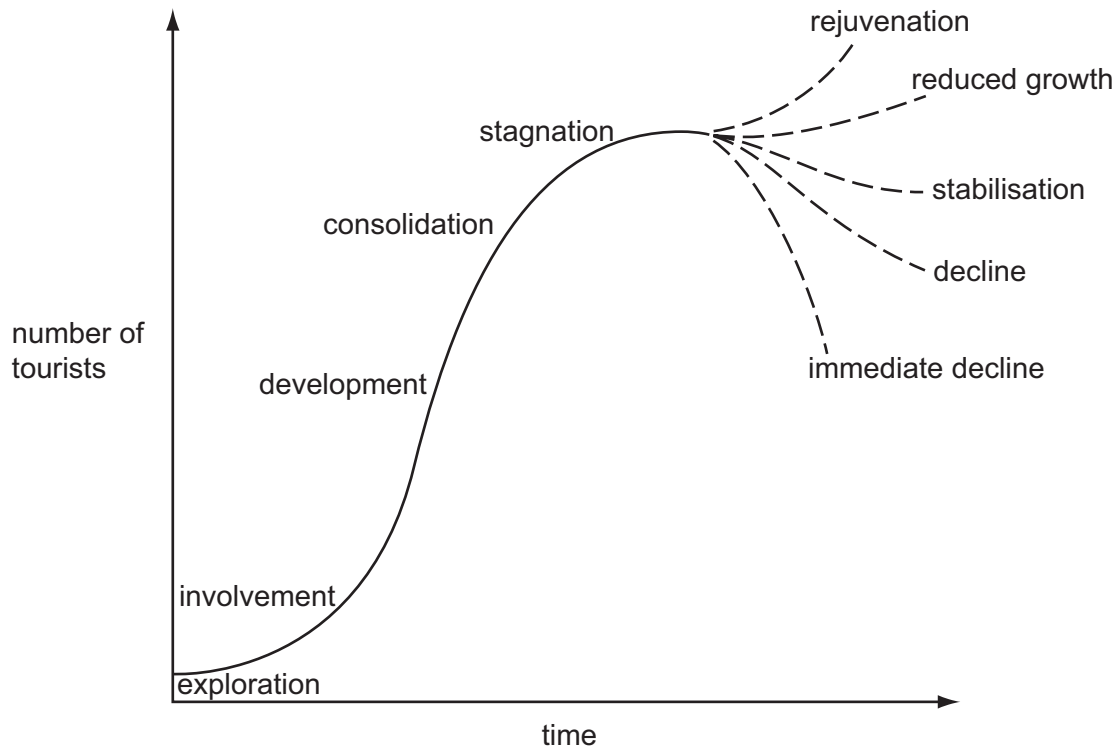 rejuvenation
reduced growth
stagnation
stabilisation
consolidation
decline
number of
tourists
immediate decline
development
involvement
exploration
time